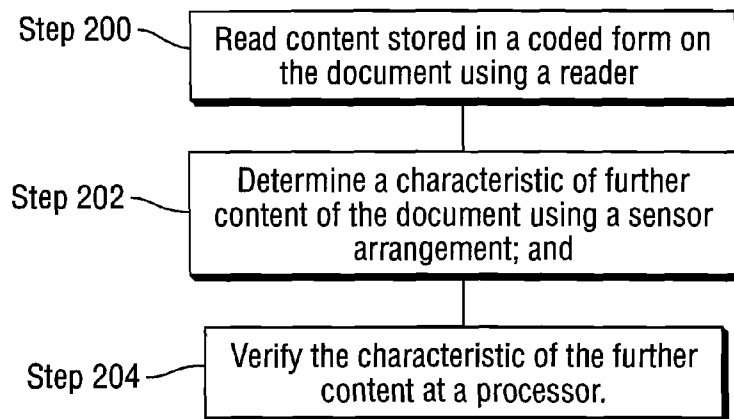 Step 200
Read content stored in a coded form on
the document using a reader
Step 202
Determine a characteristic of further
content of the document using a sensor
arrangement; and
Step 204
Verify the characteristic of the further
content at a processor.